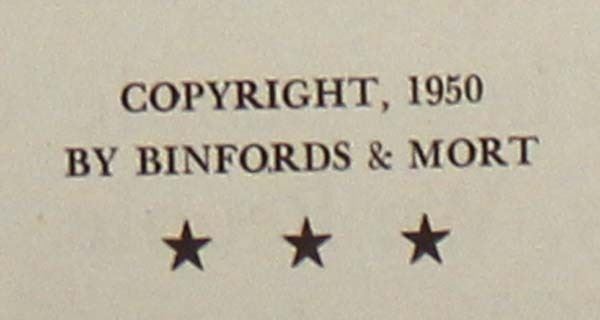 COPYRIGHT, 1950
BY BINFORDS & MORT
★ ★ ★